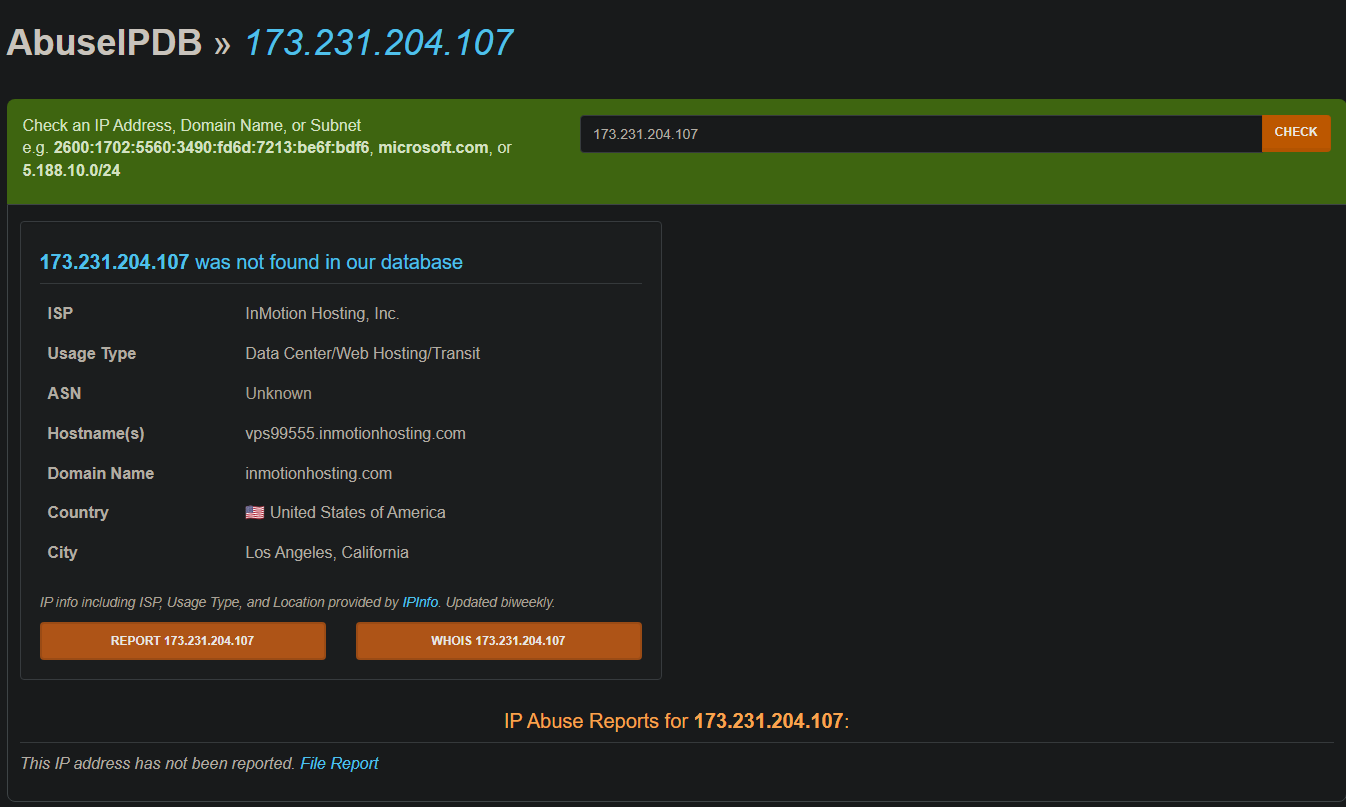 AbuseIPDB » 173.231.204.107
Check an IP Address, Domain Name, or Subnet
e.g. 2600:1702:5560:3490:fd6d:7213:be6f:bdf6, microsoft.com, or
5.188.10.0/24
173.231.204.107
CHECK
173.231.204.107 was not found in our database
ISP InMotion Hosting, Inc.
Usage Type Data Center/Web Hosting/Transit
ASN Unknown
Hostname(s) vps99555.inmotionhosting.com
Domain Name inmotionhosting.com
Country United States of America
City Los Angeles, California
IP info including ISP, Usage Type, and Location provided by IPInfo. Updated biweekly.
REPORT 173.231.204.107
WHOIS 173.231.204.107
IP Abuse Reports for 173.231.204.107:
This IP address has not been reported. File Report